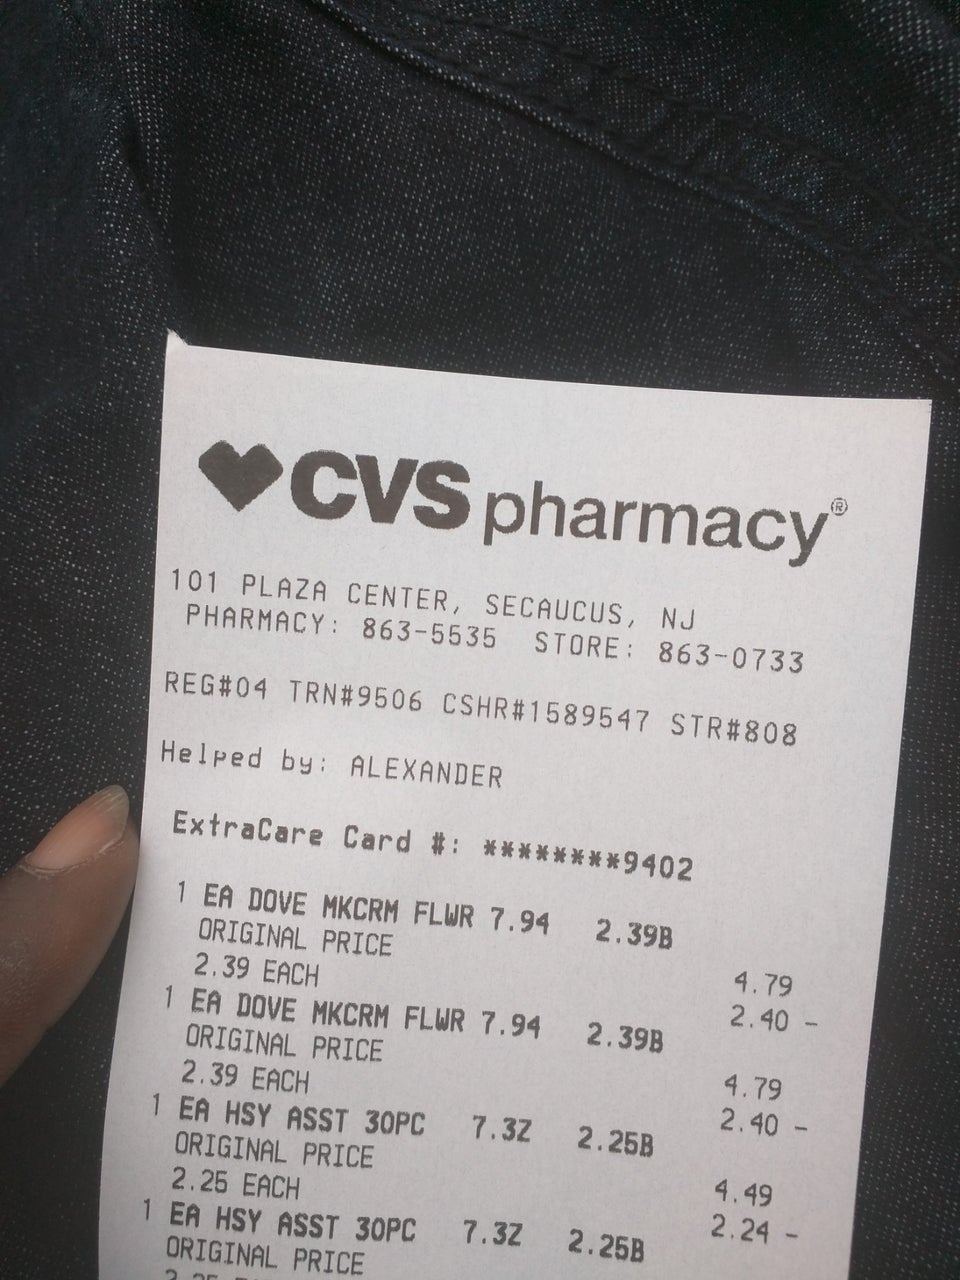 CVS pharmacy®
101 PLAZA CENTER, SECAUCUS, NJ
PHARMACY: 863-5535 STORE: 863-0733
REG#04 TRN#9506 CSHR#1589547 STR#808
Helped by: ALEXANDER
ExtraCare Card #: ********9402
1 EA DOVE MKCRM FLWR 7.94 2.39B
ORIGINAL PRICE 4.79
2.39 EACH 2.40 -
1 EA DOVE MKCRM FLWR 7.94 2.39B
ORIGINAL PRICE 4.79
2.39 EACH 2.40 -
1 EA HSY ASST 30PC 7.3Z 2.25B
ORIGINAL PRICE 4.49
2.25 EACH 2.24 -
1 EA HSY ASST 30PC 7.3Z 2.25B
ORIGINAL PRICE